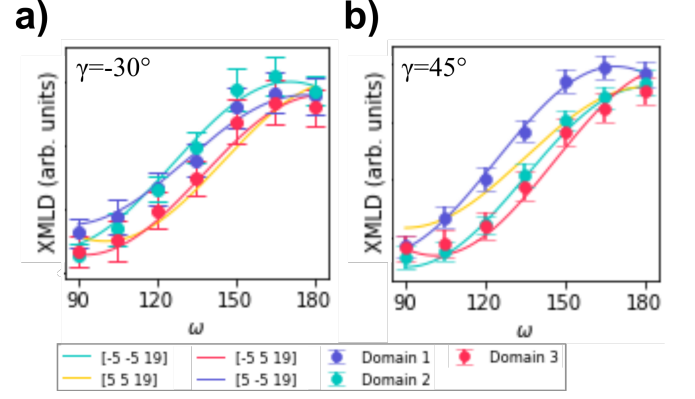 a)
b)
γ=-30°
γ=45°
XMLD (arb. units)
XMLD (arb. units)
90 120 150 180
90 120 150 180
ω
ω
[-5 -5 19] [-5 5 19] Domain 1 Domain 3
[5 5 19] [5 -5 19] Domain 2